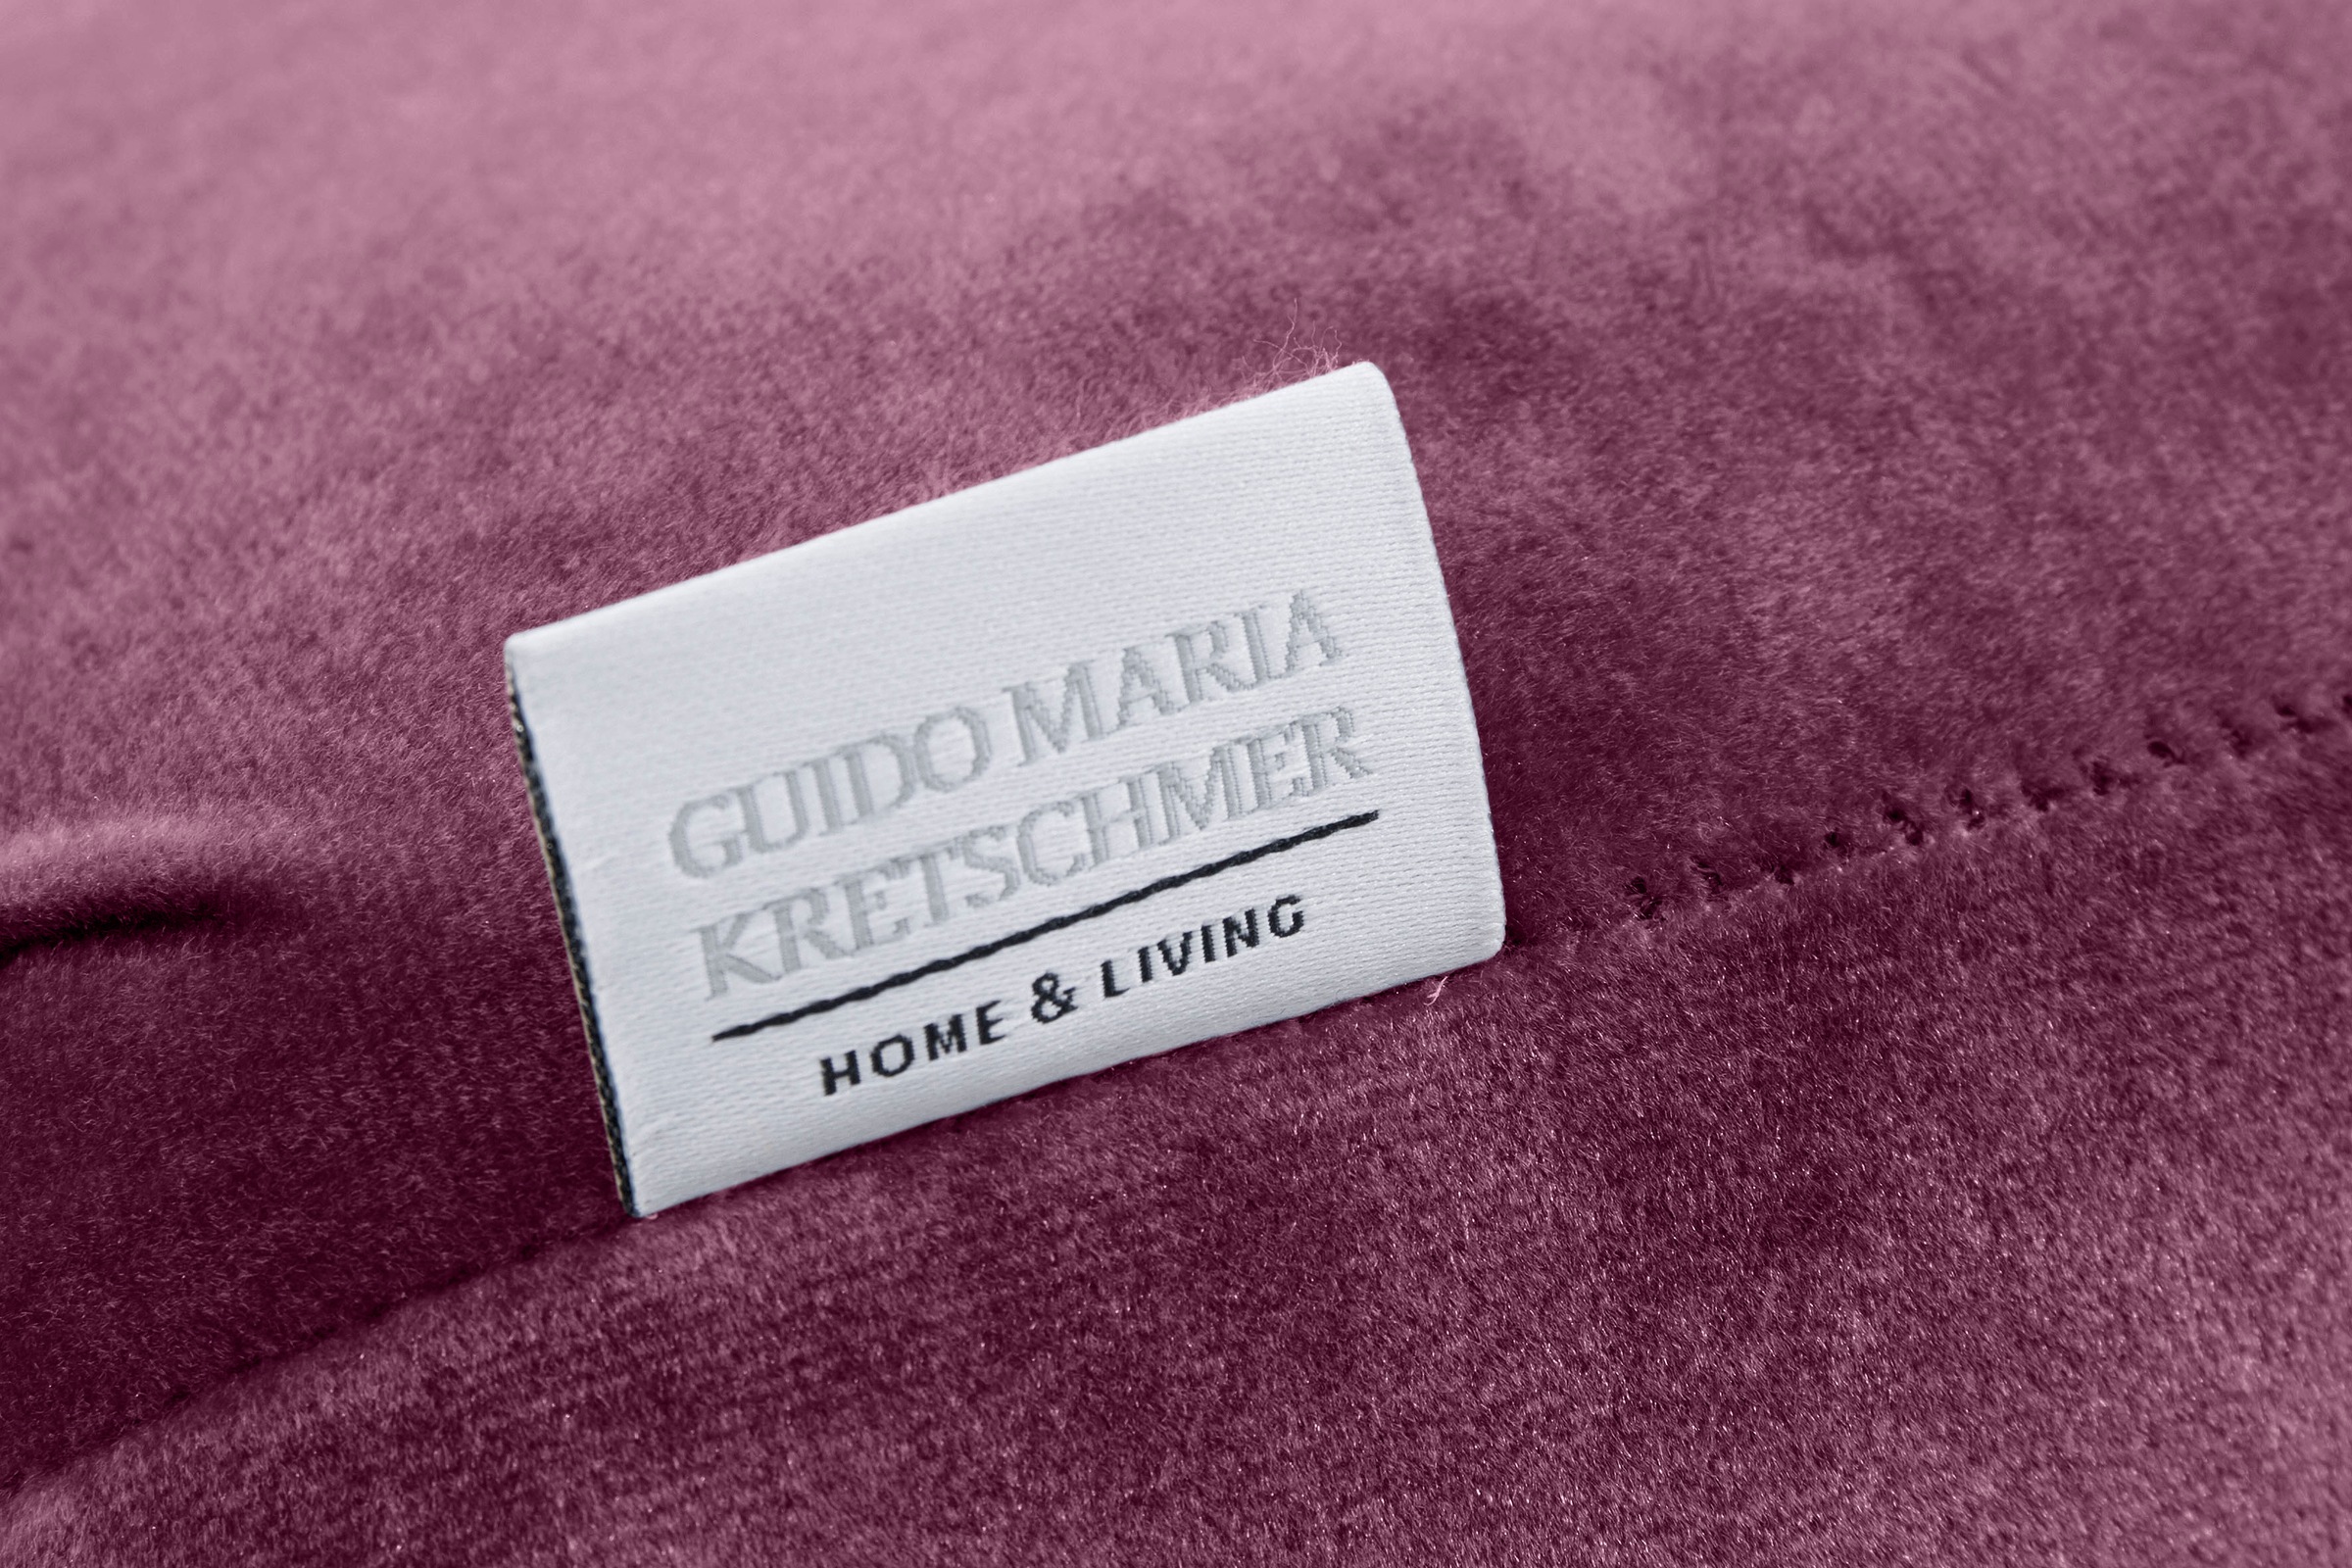 GUIDO MARIA
KRETSCHMER
HOME & LIVING